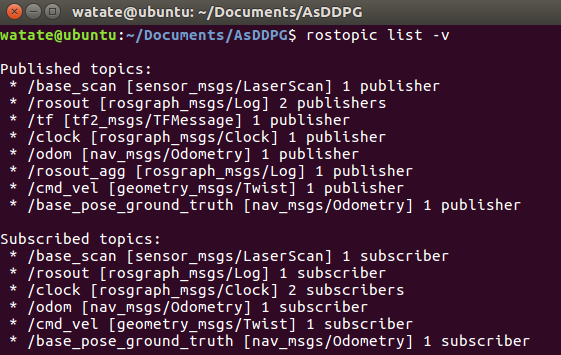 watate@ubuntu: ~/Documents/AsDDPG
watate@ubuntu:~/Documents/AsDDPG$ rostopic list -v
Published topics:
 * /base_scan [sensor_msgs/LaserScan] 1 publisher
 * /rosout [rosgraph_msgs/Log] 2 publishers
 * /tf [tf2_msgs/TFMessage] 1 publisher
 * /clock [rosgraph_msgs/Clock] 1 publisher
 * /odom [nav_msgs/Odometry] 1 publisher
 * /rosout_agg [rosgraph_msgs/Log] 1 publisher
 * /cmd_vel [geometry_msgs/Twist] 1 publisher
 * /base_pose_ground_truth [nav_msgs/Odometry] 1 publisher
Subscribed topics:
 * /base_scan [sensor_msgs/LaserScan] 1 subscriber
 * /rosout [rosgraph_msgs/Log] 1 subscriber
 * /clock [rosgraph_msgs/Clock] 2 subscribers
 * /odom [nav_msgs/Odometry] 1 subscriber
 * /cmd_vel [geometry_msgs/Twist] 1 subscriber
 * /base_pose_ground_truth [nav_msgs/Odometry] 1 subscriber